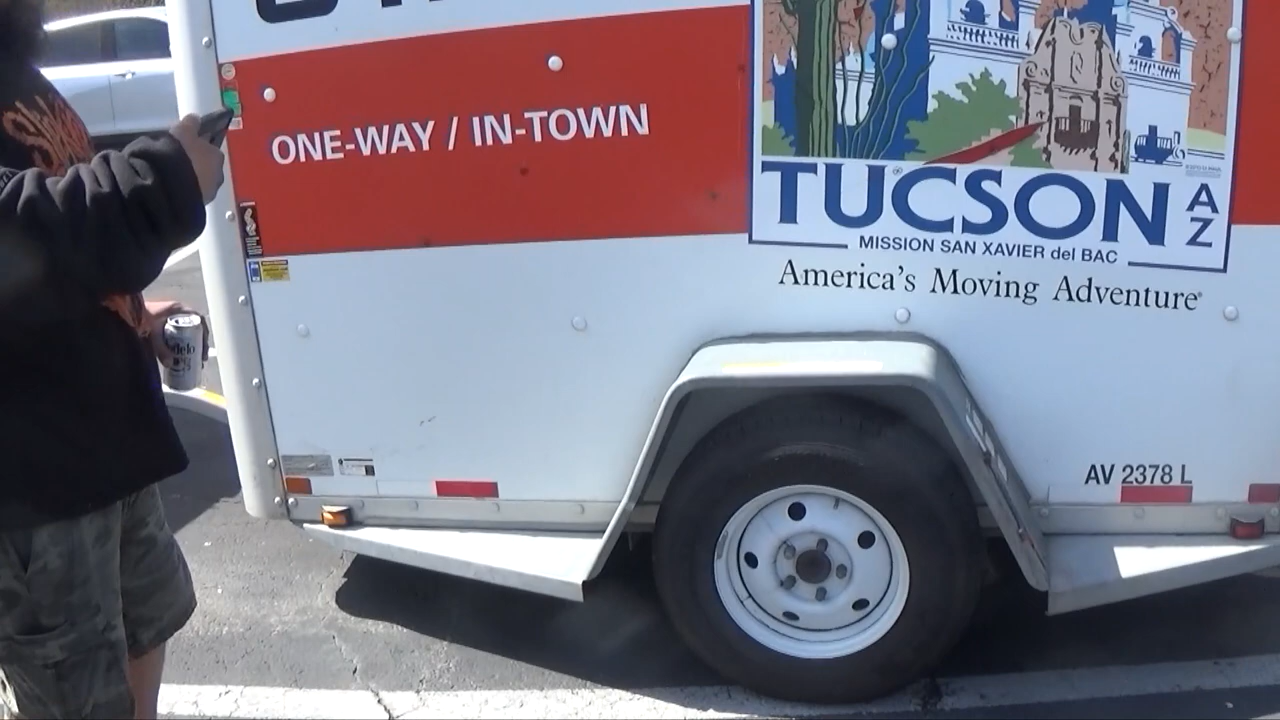 ONE-WAY / IN-TOWN
TUCSON
AZ
MISSION SAN XAVIER del BAC
America's Moving Adventure®
AV 2378 L